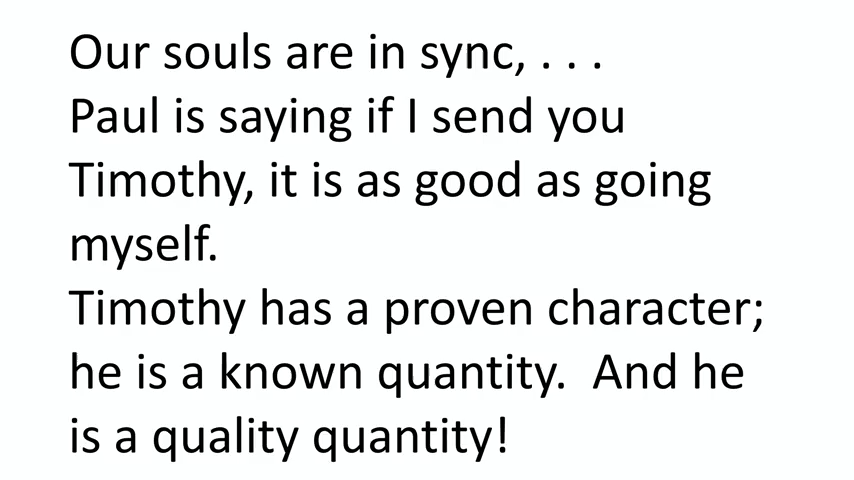 Our souls are in sync, . . .
Paul is saying if I send you
Timothy, it is as good as going
myself.
Timothy has a proven character;
he is a known quantity.  And he
is a quality quantity!